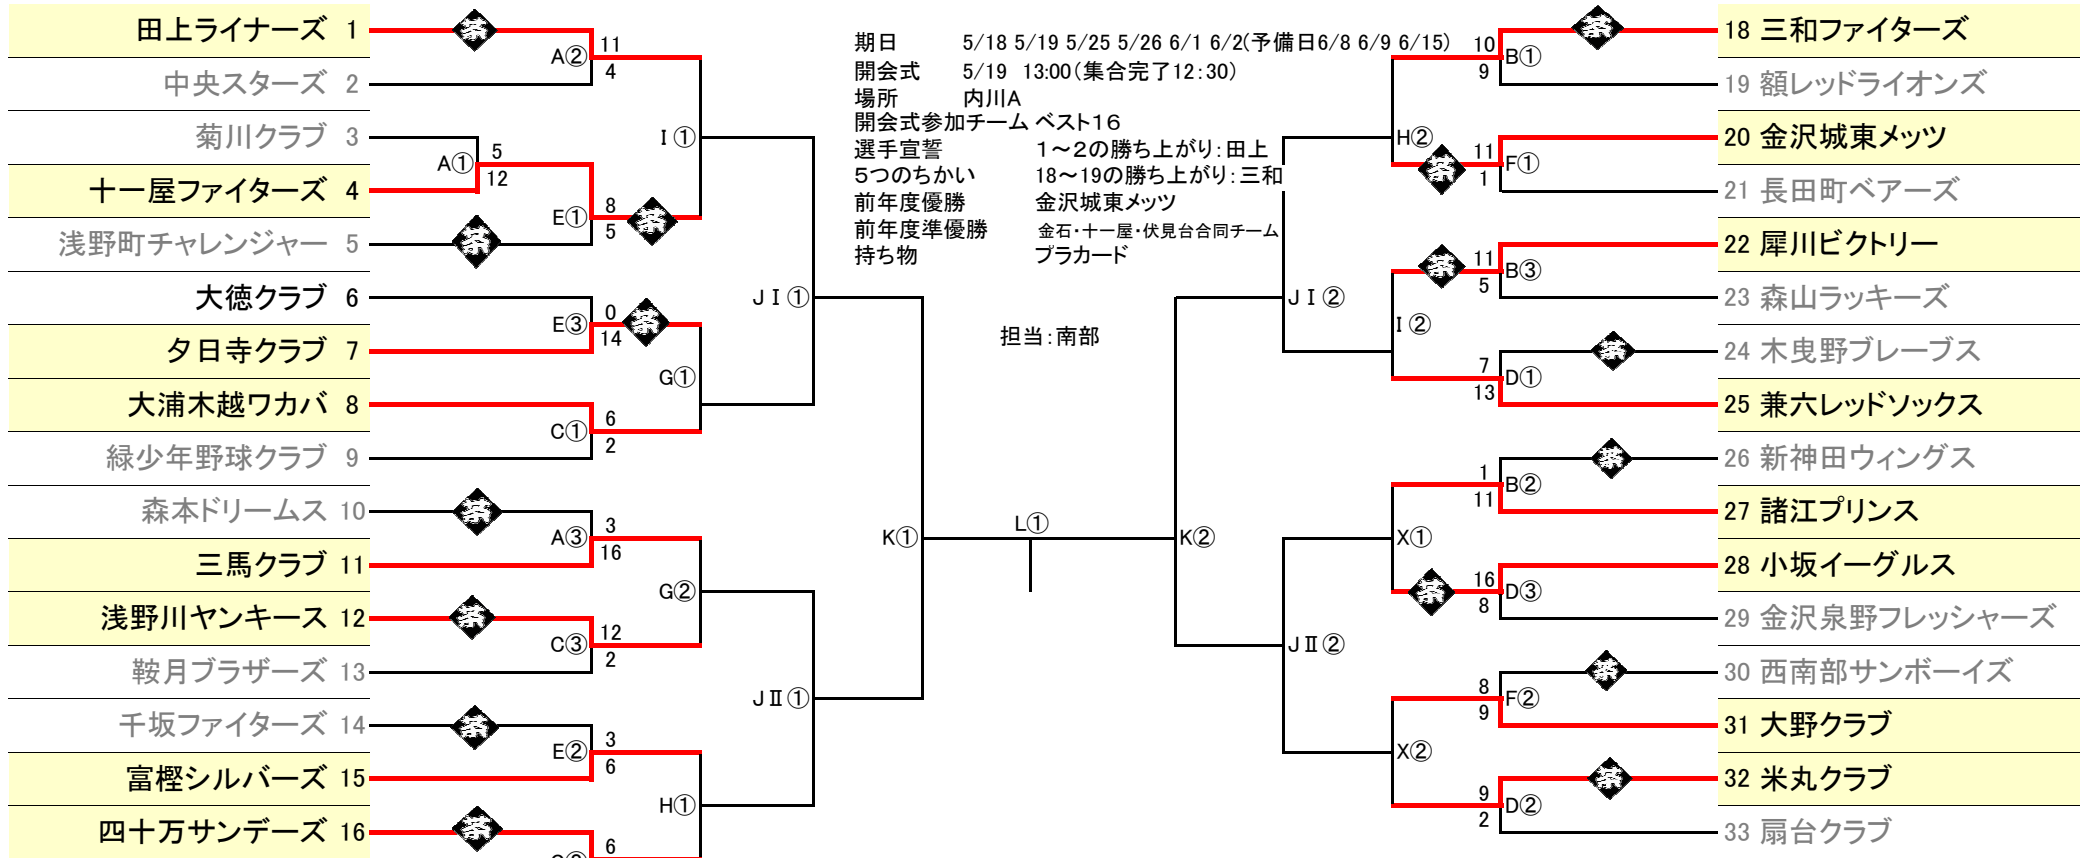 田上ライナーズ 1
中央スターズ 2
菊川クラブ 3
十一屋ファイターズ 4
浅野町チャレンジャー 5
大徳クラブ 6
夕日寺クラブ 7
大浦木越ワカバ 8
緑少年野球クラブ 9
森本ドリームス 10
三馬クラブ 11
浅野川ヤンキース 12
鞍月ブラザーズ 13
千坂ファイターズ 14
富樫シルバーズ 15
四十万サンデーズ 16
A② 11 4
A① 5 12
E① 8 5
E③ 0 14
C① 6 2
A③ 3 16
C③ 12 2
E② 3 6
6
I①
G①
G②
H①
JI①
JⅡ①
K①
L①
期日 5/18 5/19 5/25 5/26 6/1 6/2(予備日6/8 6/9 6/15)
開会式 5/19 13:00(集合完了12:30)
場所 内川A
開会式参加チーム ベスト16
選手宣誓 1~2の勝ち上がり:田上
5つのちかい 18~19の勝ち上がり:三和
前年度優勝 金沢城東メッツ
前年度準優勝 金石・十一屋・伏見台合同チーム
持ち物 プラカード
担当:南部
K②
JI②
JⅡ②
H②
I②
X①
X②
10 9 B①
11 1 F①
11 5 B③
7 13 D①
1 11 B②
16 8 D③
8 9 F②
9 2 D②
18 三和ファイターズ
19 額レッドライオンズ
20 金沢城東メッツ
21 長田町ベアーズ
22 犀川ビクトリー
23 森山ラッキーズ
24 木曳野ブレーブス
25 兼六レッドソックス
26 新神田ウィングス
27 諸江プリンス
28 小坂イーグルス
29 金沢泉野フレッシャーズ
30 西南部サンボーイズ
31 大野クラブ
32 米丸クラブ
33 扇台クラブ